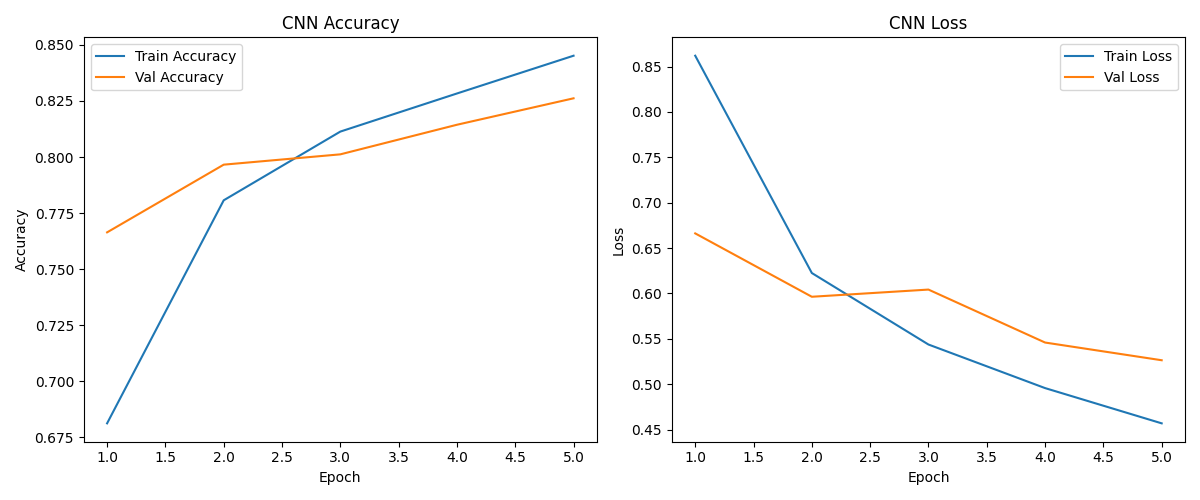 CNN Accuracy
Train Accuracy
Val Accuracy
0.850
0.825
0.800
0.775
0.750
0.725
0.700
0.675
Accuracy
1.0 1.5 2.0 2.5 3.0 3.5 4.0 4.5 5.0
Epoch
CNN Loss
Train Loss
Val Loss
0.85
0.80
0.75
0.70
0.65
0.60
0.55
0.50
0.45
Loss
1.0 1.5 2.0 2.5 3.0 3.5 4.0 4.5 5.0
Epoch